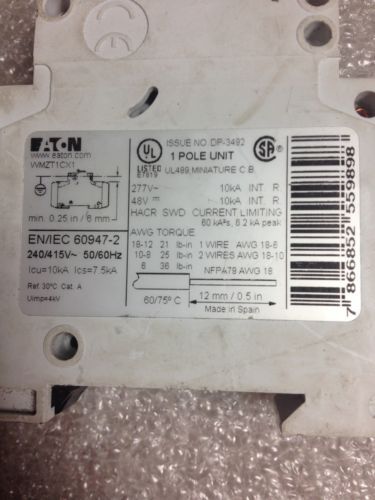 EATON
www.eaton.com
WMZT1CX1
min. 0.25 in / 6 mm
EN/IEC 60947-2
240/415V~ 50/60Hz
Icu=10kA Ics=7.5kA
Ref. 30°C Cat. A
Uimp=4kV
UL
LISTED
E7819
ISSUE NO. DP-3492
1 POLE UNIT
UL489 MINIATURE C.B.
SA
277V~ 10kA INT. R.
48V 10kA INT. R.
HACR SWD CURRENT LIMITING
60 kA²s, 6.2 kA peak
AWG TORQUE
18-12 21 lb-in 1 WIRE AWG 18-6
10-8 25 lb-in 2 WIRES AWG 18-10
6 36 lb-in NFPA79 AWG 18
60/75° C 12 mm / 0.5 in
Made in Spain
7 866852 559898